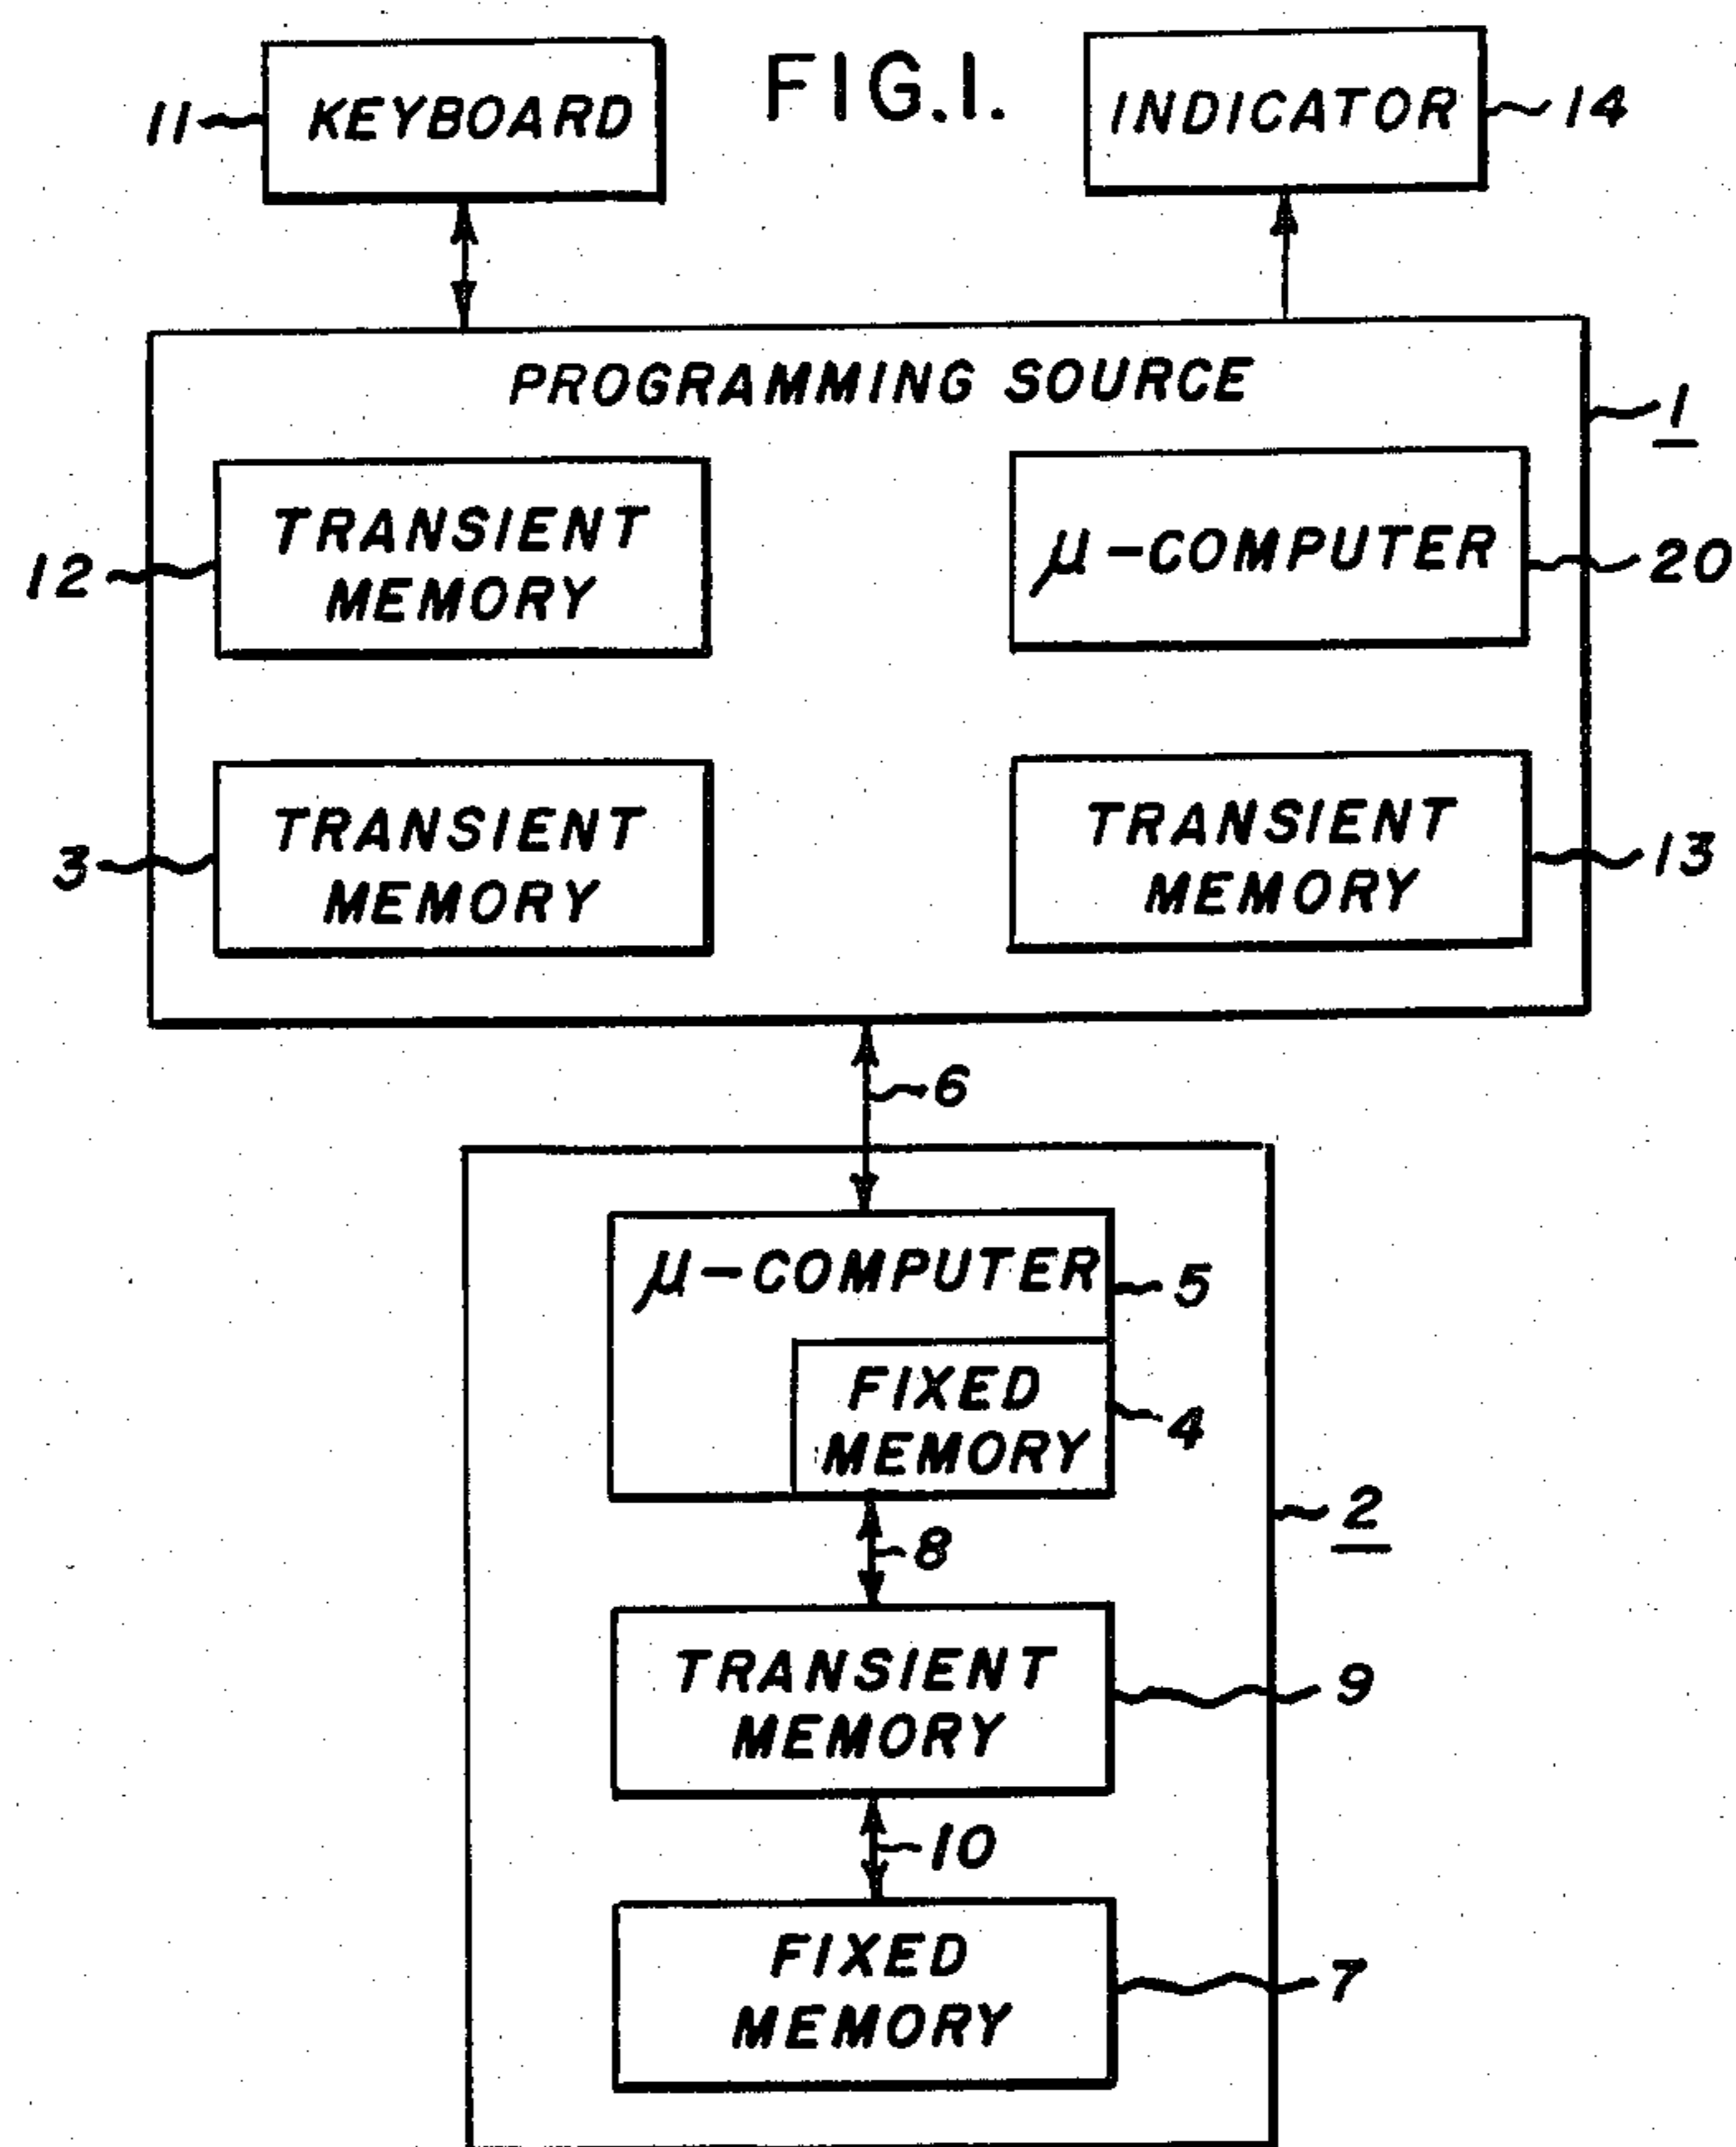 FIG.1.
11 KEYBOARD
INDICATOR 14
PROGRAMMING SOURCE
1
12
TRANSIENT
MEMORY
μ-COMPUTER 20
3
TRANSIENT
MEMORY
TRANSIENT
MEMORY
13
6
μ-COMPUTER 5
FIXED
MEMORY
4
2
8
TRANSIENT
MEMORY
9
10
FIXED
MEMORY
7